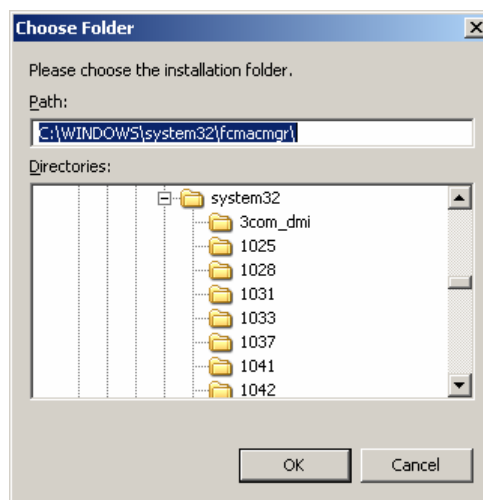 Choose Folder
Please choose the installation folder.
Path:
C:\WINDOWS\system32\fcmacmgr\
Directories:
system32
3com_dmi
1025
1028
1031
1033
1037
1041
1042
OK Cancel